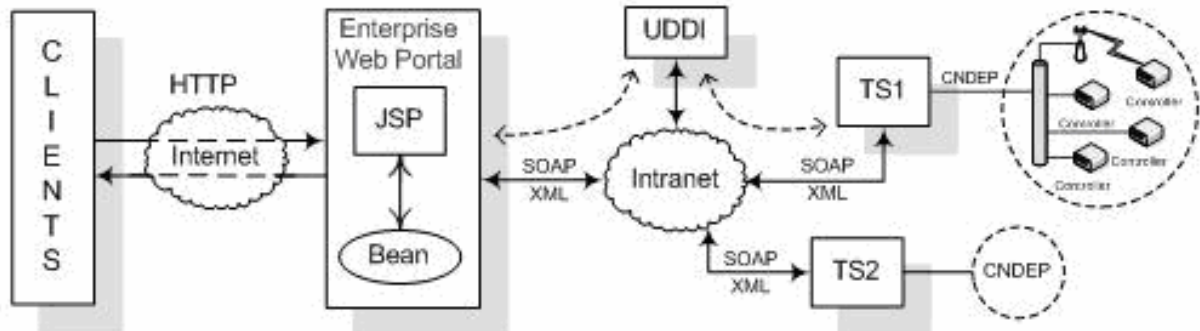 CLIENTS
HTTP
Internet
Enterprise
Web Portal
JSP
Bean
SOAP
XML
UDDI
Intranet
SOAP
XML
TS1
CNDEP
Controller
Controller
Controller
Controller
SOAP
XML
TS2
CNDEP